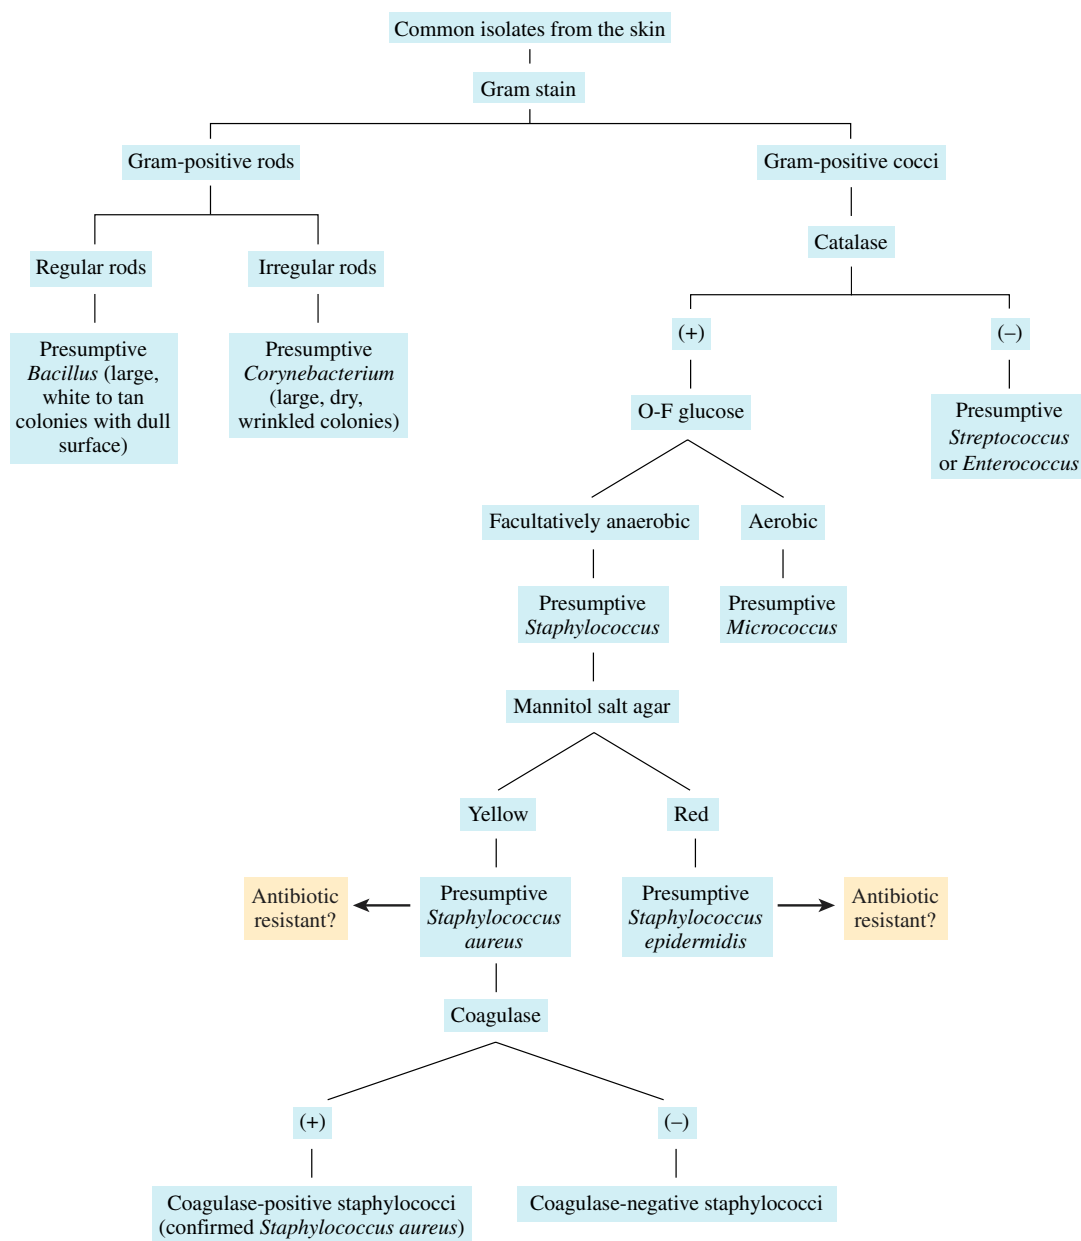 Common isolates from the skin
Gram stain
Gram-positive rods
Gram-positive cocci
Catalase
Regular rods
Irregular rods
(+)
(–)
Presumptive
Bacillus (large,
white to tan
colonies with dull
surface)
Presumptive
Corynebacterium
(large, dry,
wrinkled colonies)
O-F glucose
Presumptive
Streptococcus
or Enterococcus
Facultatively anaerobic
Aerobic
Presumptive
Staphylococcus
Presumptive
Micrococcus
Mannitol salt agar
Yellow
Red
Antibiotic
resistant?
Presumptive
Staphylococcus
aureus
Presumptive
Staphylococcus
epidermidis
Antibiotic
resistant?
Coagulase
(+)
(–)
Coagulase-positive staphylococci
(confirmed Staphylococcus aureus)
Coagulase-negative staphylococci